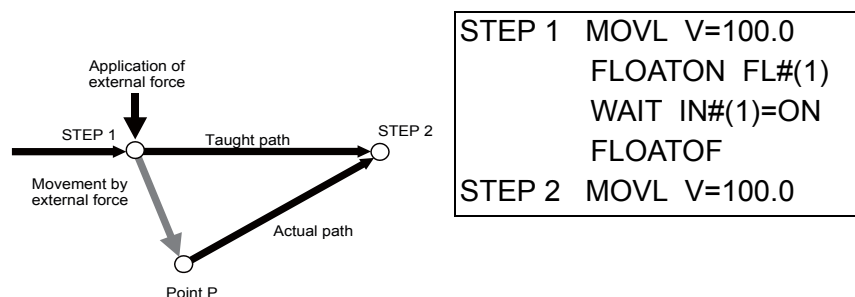 Application of
external force
STEP 1
Taught path
STEP 2
Movement by
external force
Actual path
Point P
STEP 1 MOVL V=100.0
FLOATON FL#(1)
WAIT IN#(1)=ON
FLOATOF
STEP 2 MOVL V=100.0